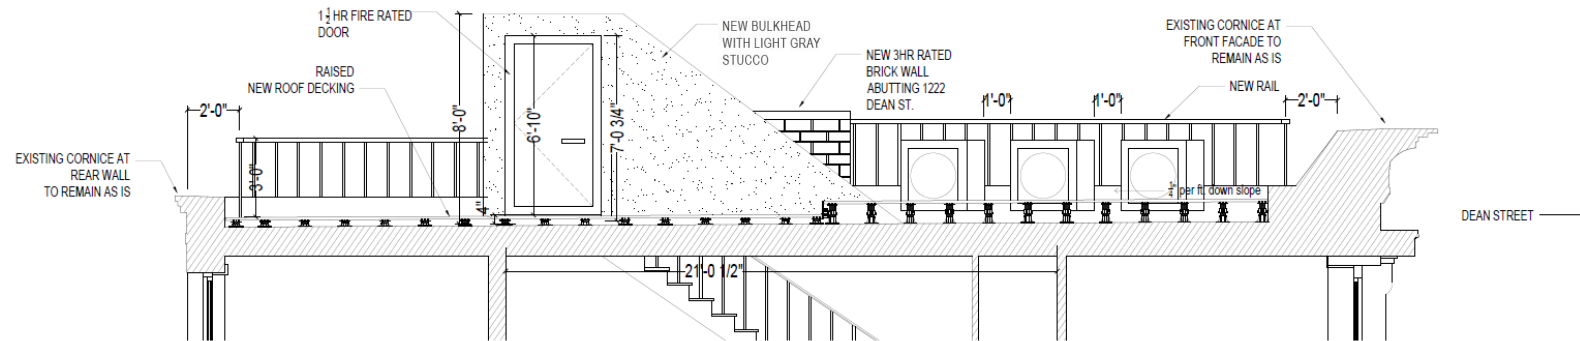 1 1/2 HR FIRE RATED
DOOR
RAISED
NEW ROOF DECKING
2'-0"
EXISTING CORNICE AT
REAR WALL
TO REMAIN AS IS
3'-0"
8'-0"
4"
6'-10"
7'-0 3/4"
NEW BULKHEAD
WITH LIGHT GRAY
STUCCO
NEW 3HR RATED
BRICK WALL
ABUTTING 1222
DEAN ST.
1'-0"
1'-0"
EXISTING CORNICE AT
FRONT FACADE TO
REMAIN AS IS
NEW RAIL
2'-0"
per ft. down slope
DEAN STREET
21'-0 1/2"